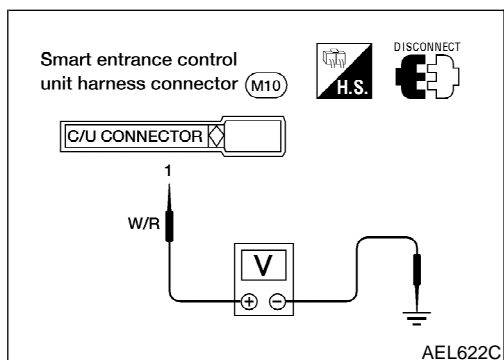 Smart entrance control
unit harness connector M10
H.S.
DISCONNECT
C/U CONNECTOR
1
W/R
V
+ −
AEL622C